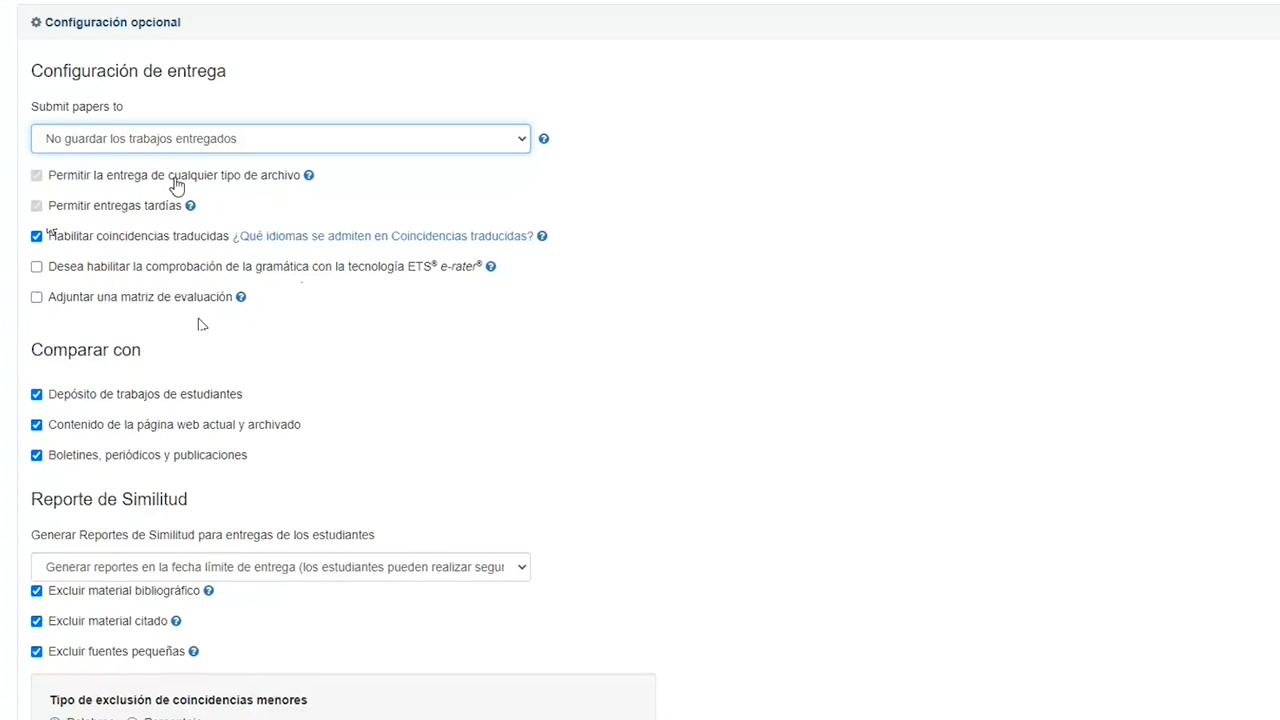 Configuración opcional
Configuración de entrega
Submit papers to
No guardar los trabajos entregados
Permitir la entrega de cualquier tipo de archivo
Permitir entregas tardías
Habilitar coincidencias traducidas ¿Qué idiomas se admiten en Coincidencias traducidas?
Desea habilitar la comprobación de la gramática con la tecnología ETS® e-rater®
Adjuntar una matriz de evaluación
Comparar con
Depósito de trabajos de estudiantes
Contenido de la página web actual y archivado
Boletines, periódicos y publicaciones
Reporte de Similitud
Generar Reportes de Similitud para entregas de los estudiantes
Generar reportes en la fecha límite de entrega (los estudiantes pueden realizar segur
Excluir material bibliográfico
Excluir material citado
Excluir fuentes pequeñas
Tipo de exclusión de coincidencias menores